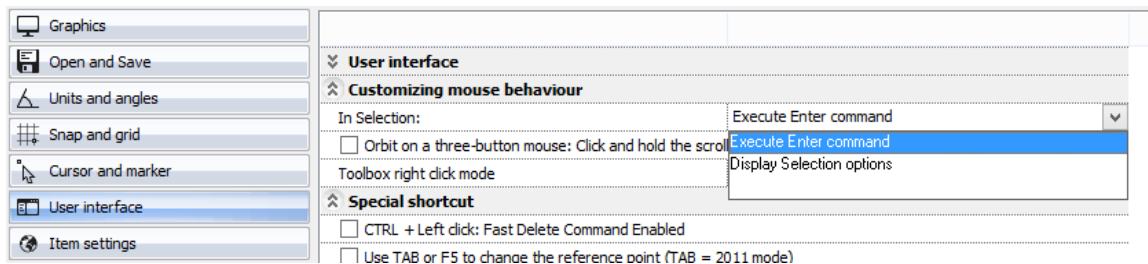 Graphics
Open and Save
Units and angles
Snap and grid
Cursor and marker
User interface
Item settings
User interface
Customizing mouse behaviour
In Selection: Execute Enter command
Orbit on a three-button mouse: Click and hold the scroll
Execute Enter command
Toolbox right click mode
Display Selection options
Special shortcut
CTRL + Left click: Fast Delete Command Enabled
Use TAB or F5 to change the reference point (TAB = 2011 mode)